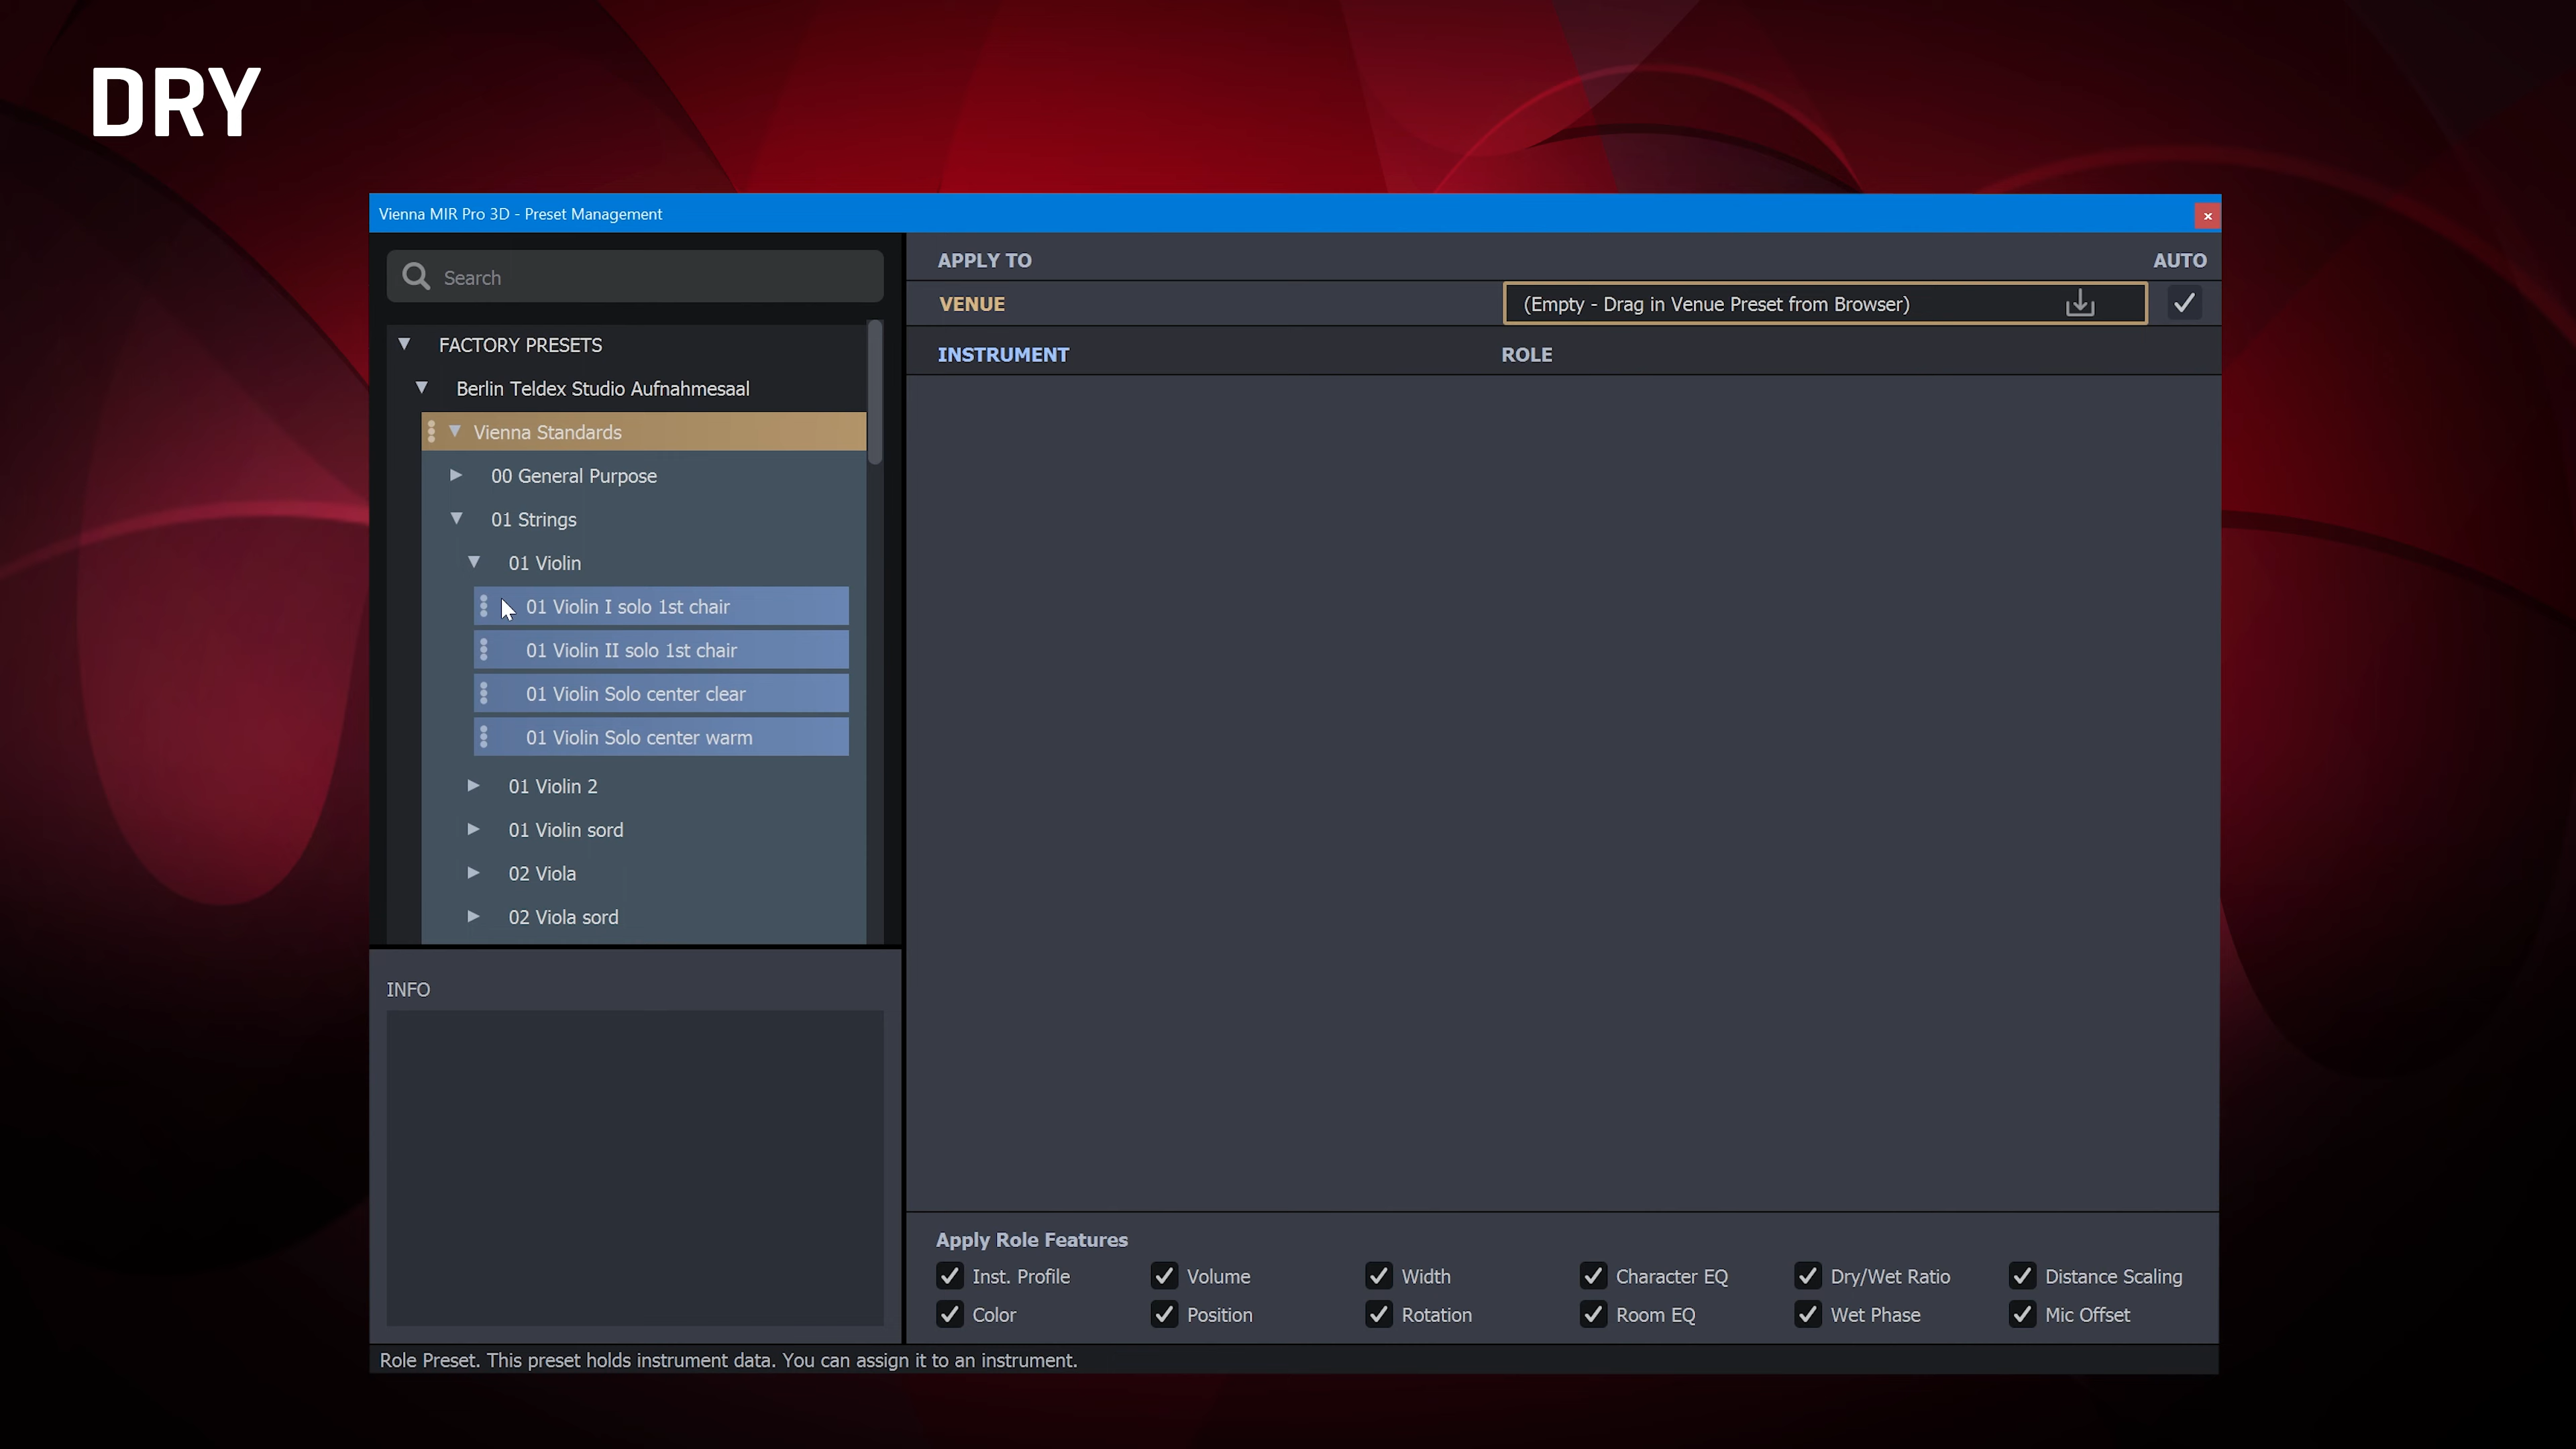 DRY
Vienna MIR Pro 3D - Preset Management
Search
FACTORY PRESETS
Berlin Teldex Studio Aufnahmesaal
Vienna Standards
00 General Purpose
01 Strings
01 Violin
01 Violin I solo 1st chair
01 Violin II solo 1st chair
01 Violin Solo center clear
01 Violin Solo center warm
01 Violin 2
01 Violin sord
02 Viola
02 Viola sord
INFO
APPLY TO AUTO
VENUE (Empty - Drag in Venue Preset from Browser)
INSTRUMENT ROLE
Apply Role Features
Inst. Profile Volume Width Character EQ Dry/Wet Ratio Distance Scaling
Color Position Rotation Room EQ Wet Phase Mic Offset
Role Preset. This preset holds instrument data. You can assign it to an instrument.